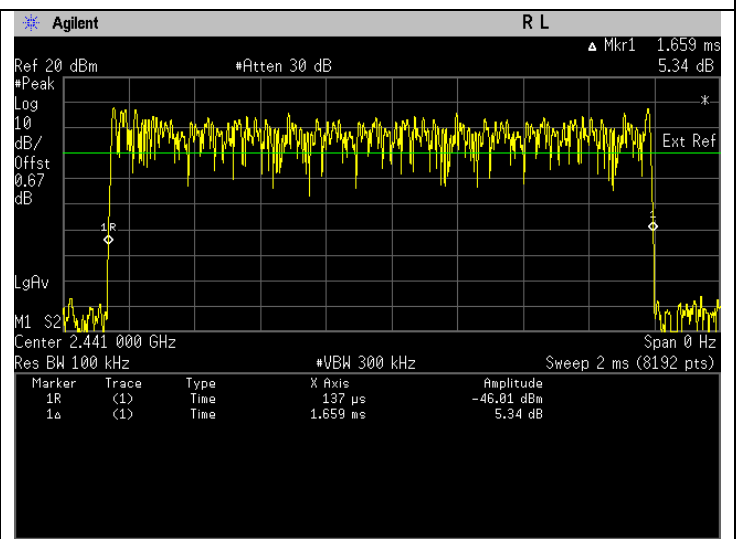 Agilent R L
Δ Mkr1 1.659 ms
Ref 20 dBm #Atten 30 dB 5.34 dB
#Peak
Log
10
dB/
Offst
0.67
dB
*
Ext Ref
1R
1
LgAv
M1 S2
Center 2.441 000 GHz Span 0 Hz
Res BW 100 kHz #VBW 300 kHz Sweep 2 ms (8192 pts)
Marker Trace Type X Axis Amplitude
1R (1) Time 137 µs -46.01 dBm
1Δ (1) Time 1.659 ms 5.34 dB